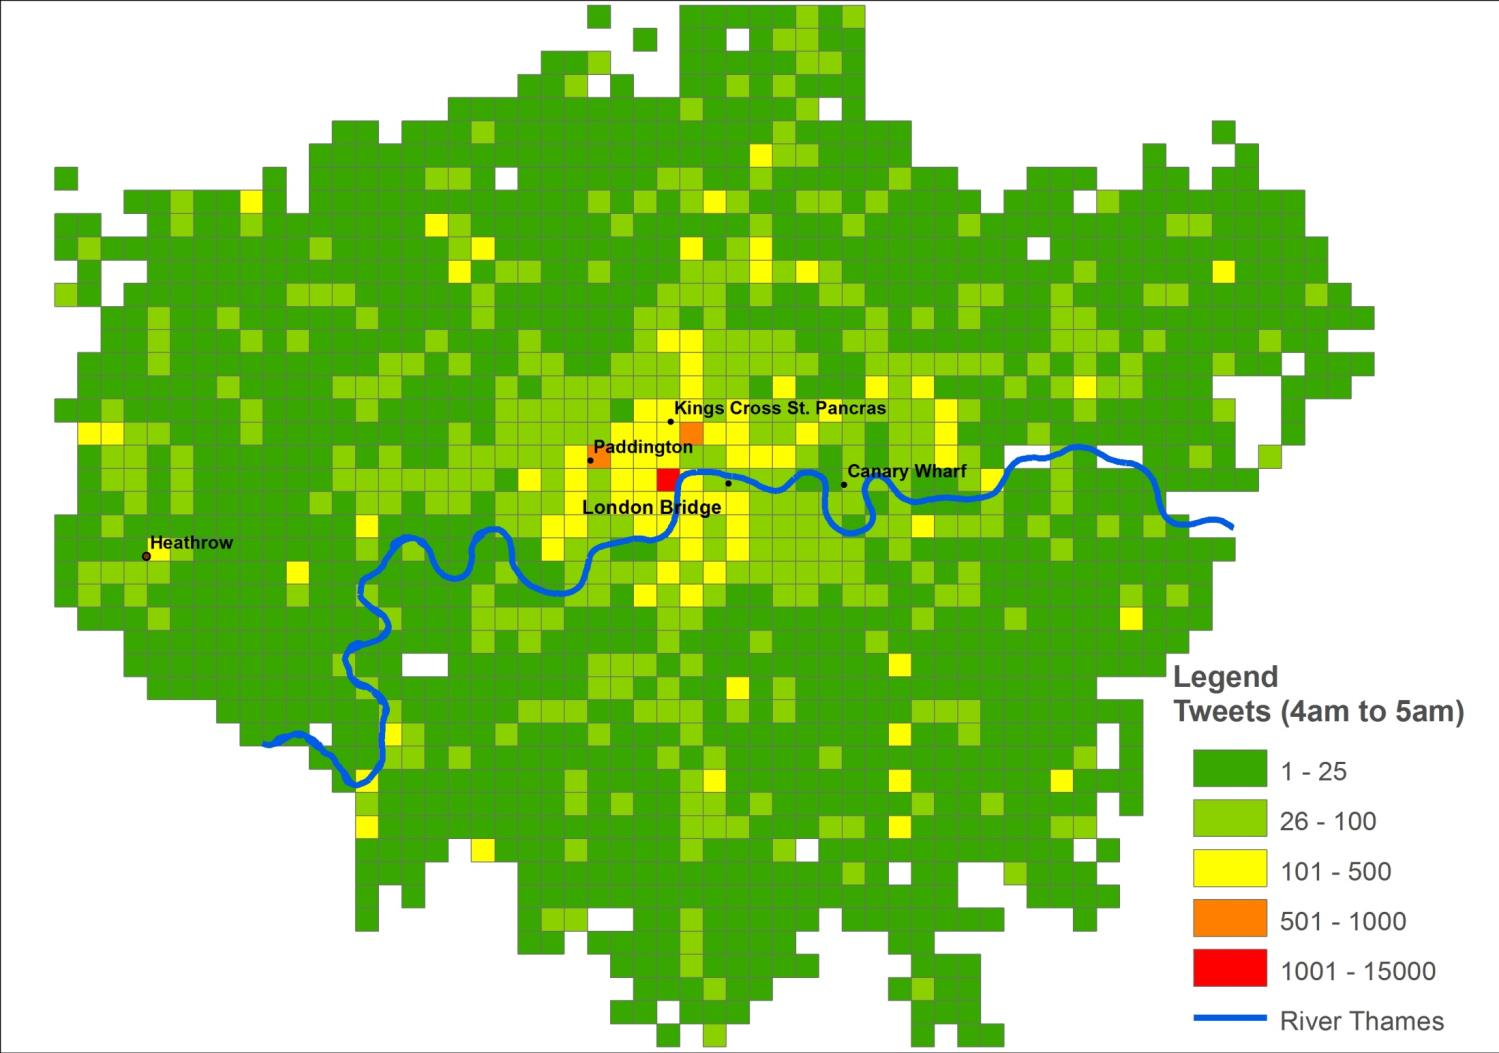 Kings Cross St. Pancras
Paddington
Canary Wharf
London Bridge
Heathrow
Legend
Tweets (4am to 5am)
1 - 25
26 - 100
101 - 500
501 - 1000
1001 - 15000
River Thames